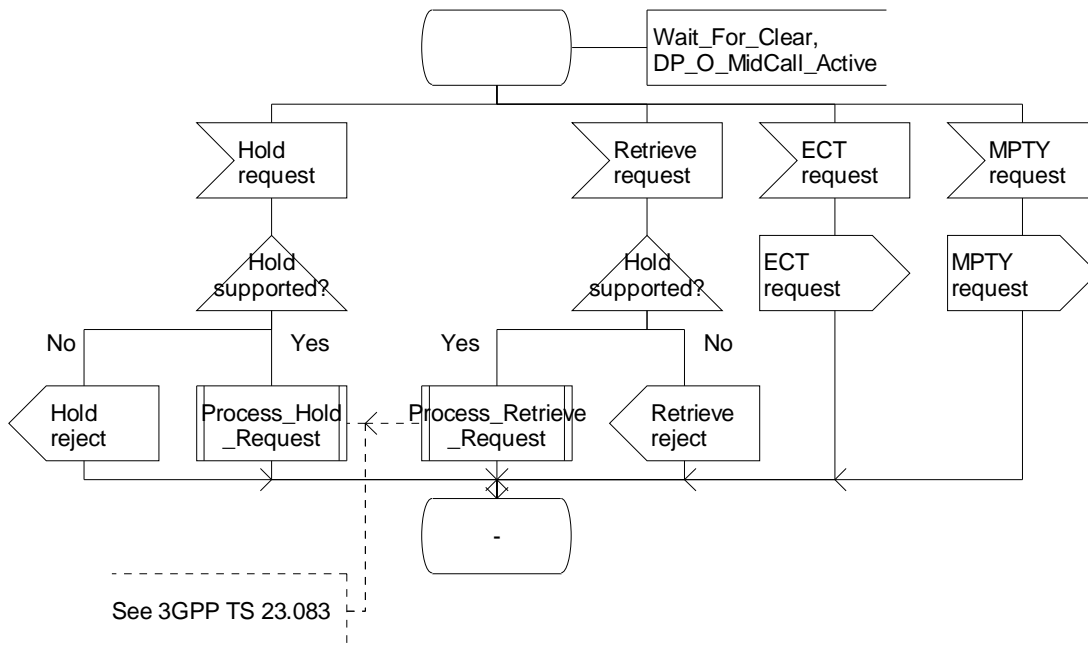 Wait_For_Clear,
DP_O_MidCall_Active
Hold
request
Retrieve
request
ECT
request
MPTY
request
Hold
supported?
Hold
supported?
ECT
request
MPTY
request
No
Yes
Yes
No
Hold
reject
Process_Hold
_Request
Process_Retrieve
_Request
Retrieve
reject
-
See 3GPP TS 23.083